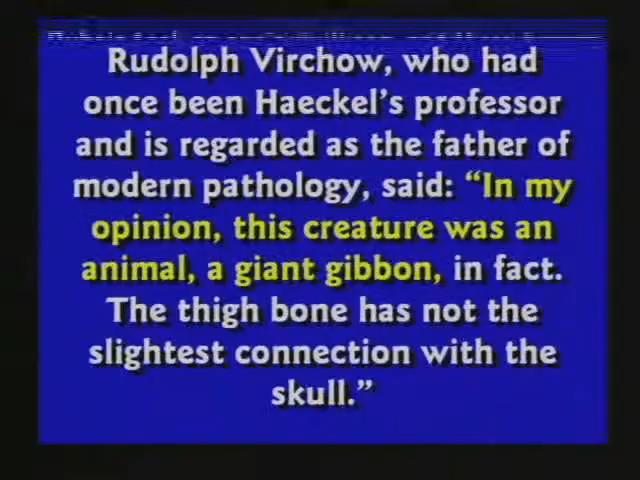 Rudolph Virchow, who had
once been Haeckel's professor
and is regarded as the father of
modern pathology, said: “In my
opinion, this creature was an
animal, a giant gibbon, in fact.
The thigh bone has not the
slightest connection with the
skull.”